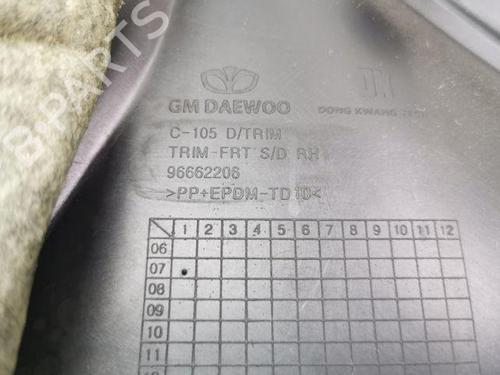 B-PARTS
GM DAEWOO
DONG KWANG
C-105 D/TRIM
TRIM-FRT S/D RH
96662206
>PP+EPDM-TD10<
1 2 3 4 5 6 7 8 9 10 11 12
06
07
08
09
10
11